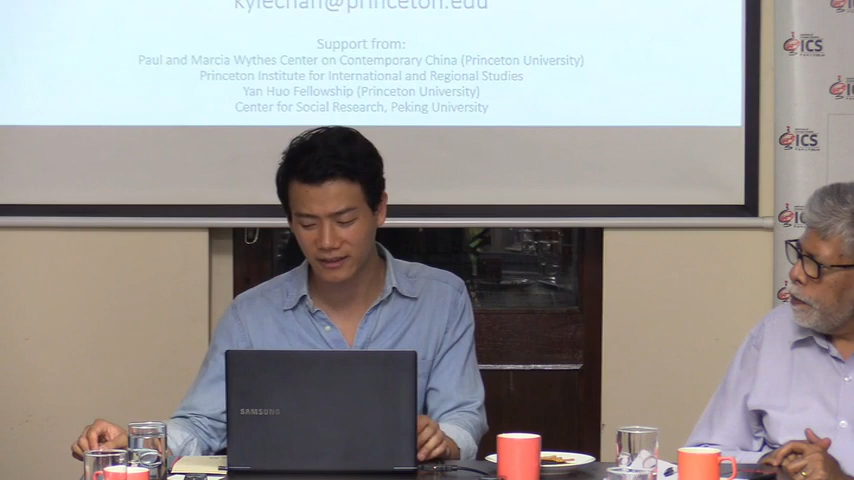 kylechan@princeton.edu
Support from:
Paul and Marcia Wythes Center on Contemporary China (Princeton University)
Princeton Institute for International and Regional Studies
Yan Huo Fellowship (Princeton University)
Center for Social Research, Peking University
ICS
ICS
ICS
ICS
SAMSUNG